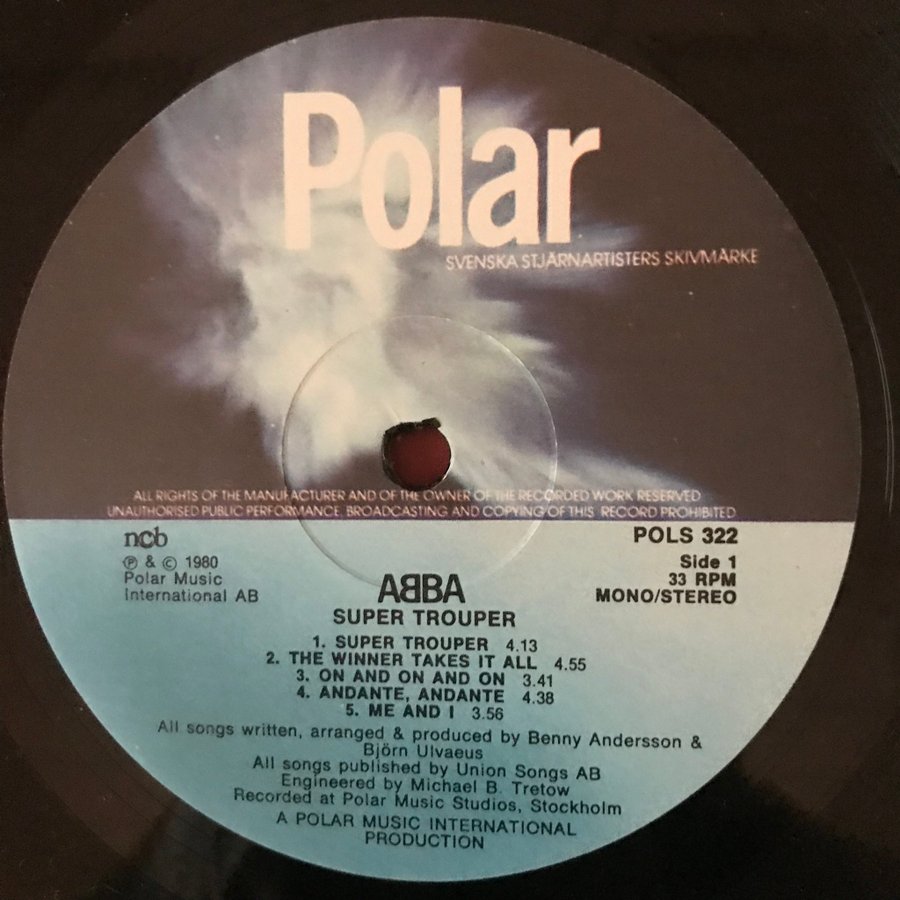 Polar
SVENSKA STJÄRNARTISTERS SKIVMÄRKE
ALL RIGHTS OF THE MANUFACTURER AND OF THE OWNER OF THE RECORDED WORK RESERVED
UNAUTHORISED PUBLIC PERFORMANCE, BROADCASTING AND COPYING OF THIS RECORD PROHIBITED
ncb
℗ & © 1980
Polar Music
International AB
POLS 322
Side 1
33 RPM
MONO/STEREO
ABBA
SUPER TROUPER
1. SUPER TROUPER 4.13
2. THE WINNER TAKES IT ALL 4.55
3. ON AND ON AND ON 3.41
4. ANDANTE, ANDANTE 4.38
5. ME AND I 3.56
All songs written, arranged & produced by Benny Andersson &
Björn Ulvaeus
All songs published by Union Songs AB
Engineered by Michael B. Tretow
Recorded at Polar Music Studios, Stockholm
A POLAR MUSIC INTERNATIONAL
PRODUCTION